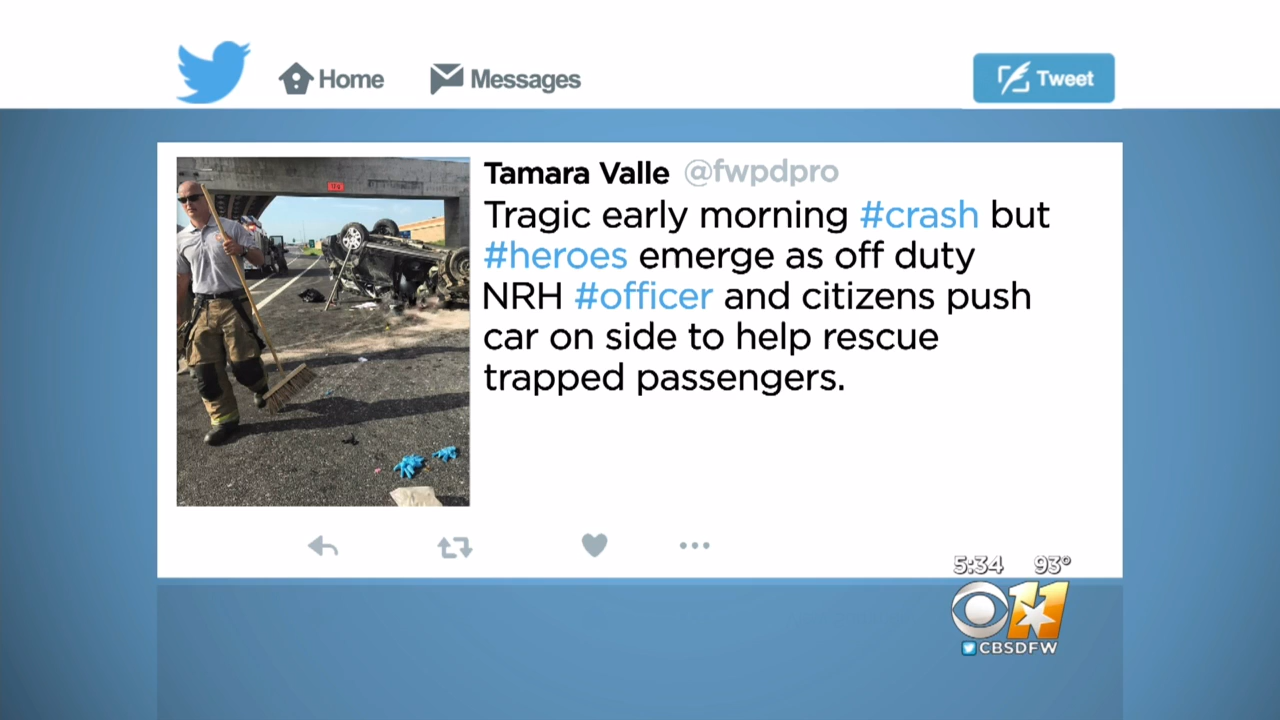 Home
Messages
Tweet
Tamara Valle @fwpdpro
Tragic early morning #crash but
#heroes emerge as off duty
NRH #officer and citizens push
car on side to help rescue
trapped passengers.
5:34 93°
11
CBSDFW